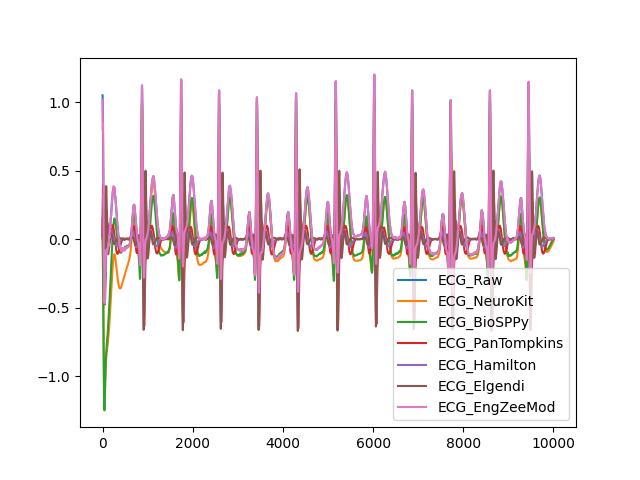 1.0
0.5
0.0
−0.5
−1.0
0 2000 4000 6000 8000 10000
ECG_Raw
ECG_NeuroKit
ECG_BioSPPy
ECG_PanTompkins
ECG_Hamilton
ECG_Elgendi
ECG_EngZeeMod